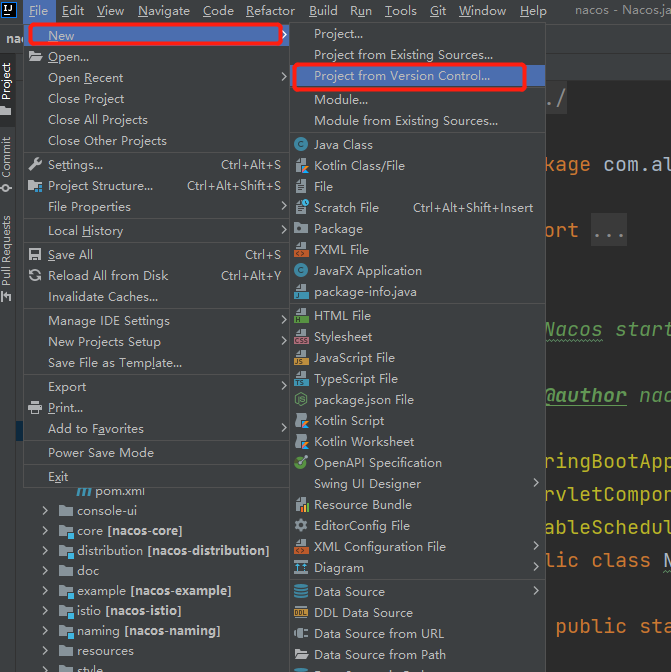 IJ File Edit View Navigate Code Refactor Build Run Tools Git Window Help nacos - Nacos.ja
na
Project
Commit
Pull Requests
New
Open...
Open Recent
Close Project
Close All Projects
Close Other Projects
Settings... Ctrl+Alt+S
Project Structure... Ctrl+Alt+Shift+S
File Properties
Local History
Save All Ctrl+S
Reload All from Disk Ctrl+Alt+Y
Invalidate Caches...
Manage IDE Settings
New Projects Setup
Save File as Template...
Export
Print...
Add to Favorites
Power Save Mode
Exit
Project...
Project from Existing Sources...
Project from Version Control...
Module...
Module from Existing Sources...
Java Class
Kotlin Class/File
File
Scratch File Ctrl+Alt+Shift+Insert
Package
FXML File
JavaFX Application
package-info.java
HTML File
Stylesheet
JavaScript File
TypeScript File
package.json File
Kotlin Script
Kotlin Worksheet
OpenAPI Specification
Swing UI Designer
Resource Bundle
EditorConfig File
XML Configuration File
Diagram
Data Source
DDL Data Source
Data Source from URL
Data Source from Path
pom.xml
console-ui
core [nacos-core]
distribution [nacos-distribution]
doc
example [nacos-example]
istio [nacos-istio]
naming [nacos-naming]
resources
style
./
kage com.al
ort ...
Nacos start
@author nac
ringBootApp
rvletCompon
ableSchedul
lic class N
public sta